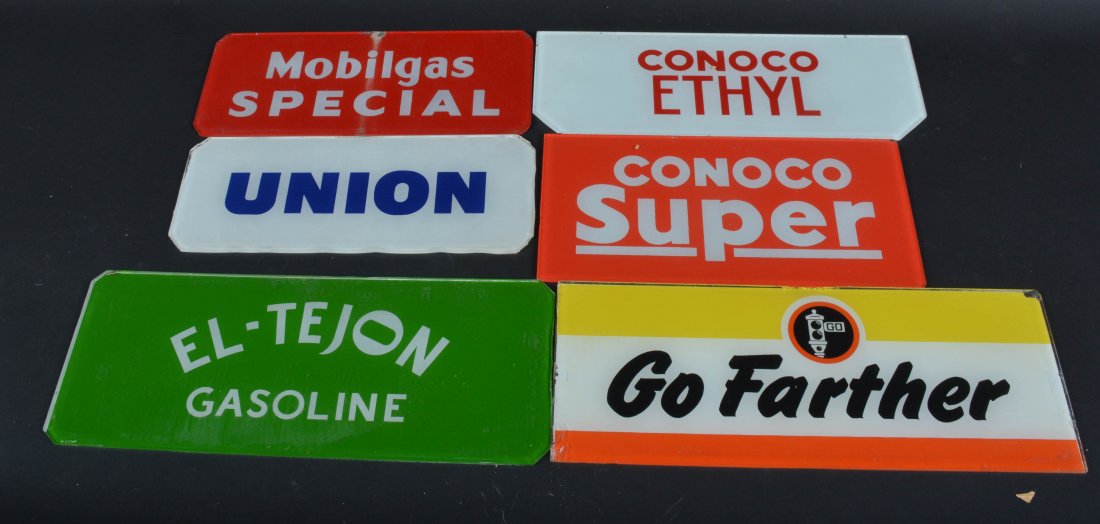 Mobilgas
SPECIAL
CONOCO
ETHYL
UNION
CONOCO
Super
EL-TEJON
GASOLINE
GO
Go Farther